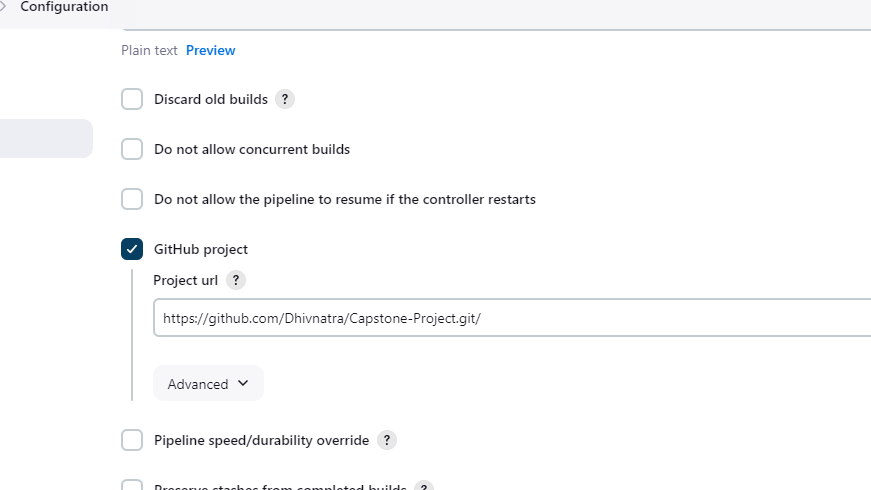 Configuration
Plain text Preview
Discard old builds ?
Do not allow concurrent builds
Do not allow the pipeline to resume if the controller restarts
GitHub project
Project url ?
https://github.com/Dhivnatra/Capstone-Project.git/
Advanced
Pipeline speed/durability override ?
Preserve stashes from completed builds ?